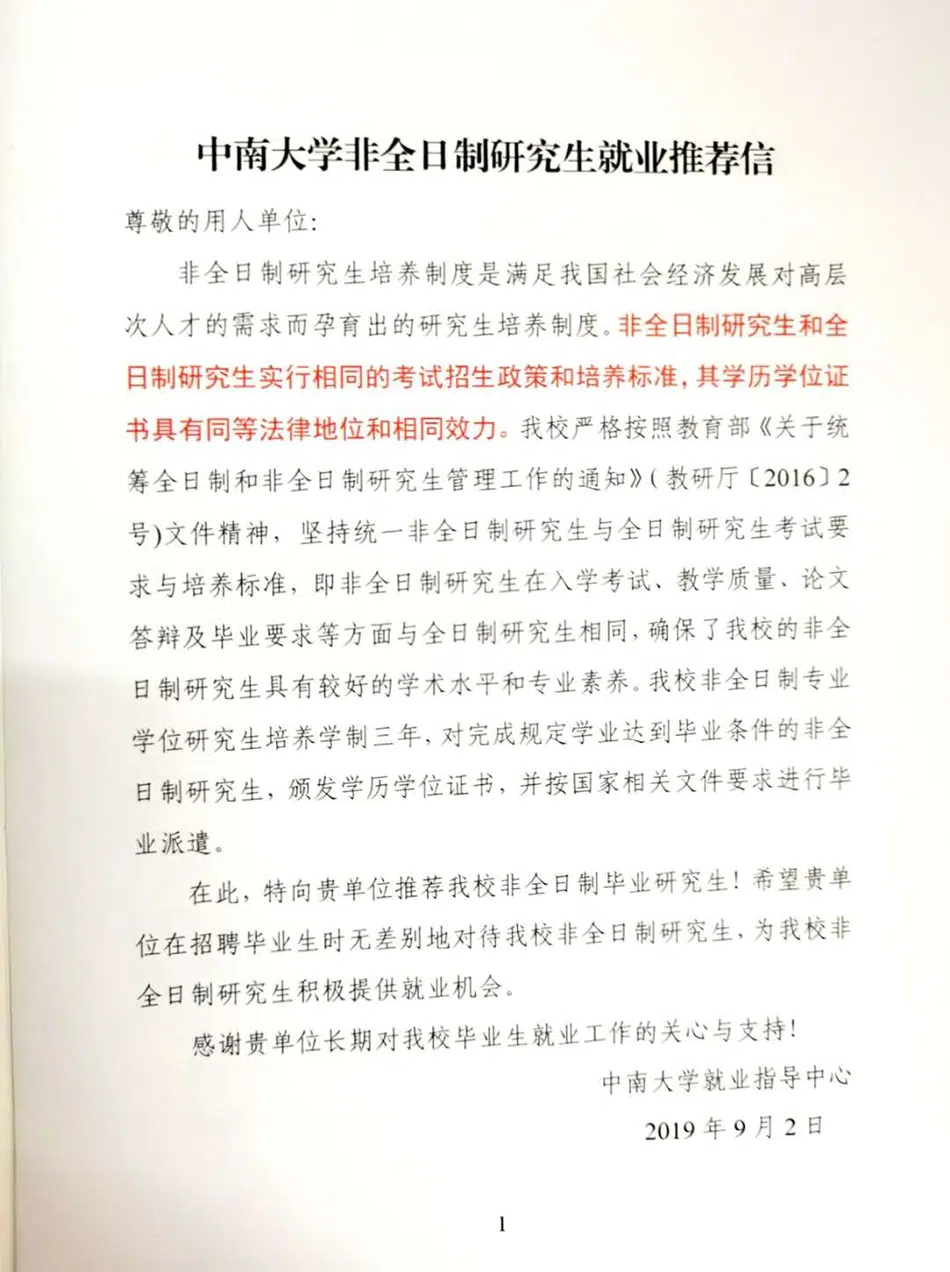 中南大学非全日制研究生就业推荐信
尊敬的用人单位:
非全日制研究生培养制度是满足我国社会经济发展对高层
次人才的需求而孕育出的研究生培养制度。非全日制研究生和全
日制研究生实行相同的考试招生政策和培养标准,其学历学位证
书具有同等法律地位和相同效力。我校严格按照教育部《关于统
筹全日制和非全日制研究生管理工作的通知》(教研厅〔2016〕2
号)文件精神，坚持统一非全日制研究生与全日制研究生考试要
求与培养标准，即非全日制研究生在入学考试、教学质量、论文
答辩及毕业要求等方面与全日制研究生相同,确保了我校的非全
日制研究生具有较好的学术水平和专业素养。我校非全日制专业
学位研究生培养学制三年,对完成规定学业达到毕业条件的非全
日制研究生，颁发学历学位证书，并按国家相关文件要求进行毕
业派遣。
在此，特向贵单位推荐我校非全日制毕业研究生!希望贵单
位在招聘毕业生时无差别地对待我校非全日制研究生,为我校非
全日制研究生积极提供就业机会。
感谢贵单位长期对我校毕业生就业工作的关心与支持!
中南大学就业指导中心
2019年9月2日
1